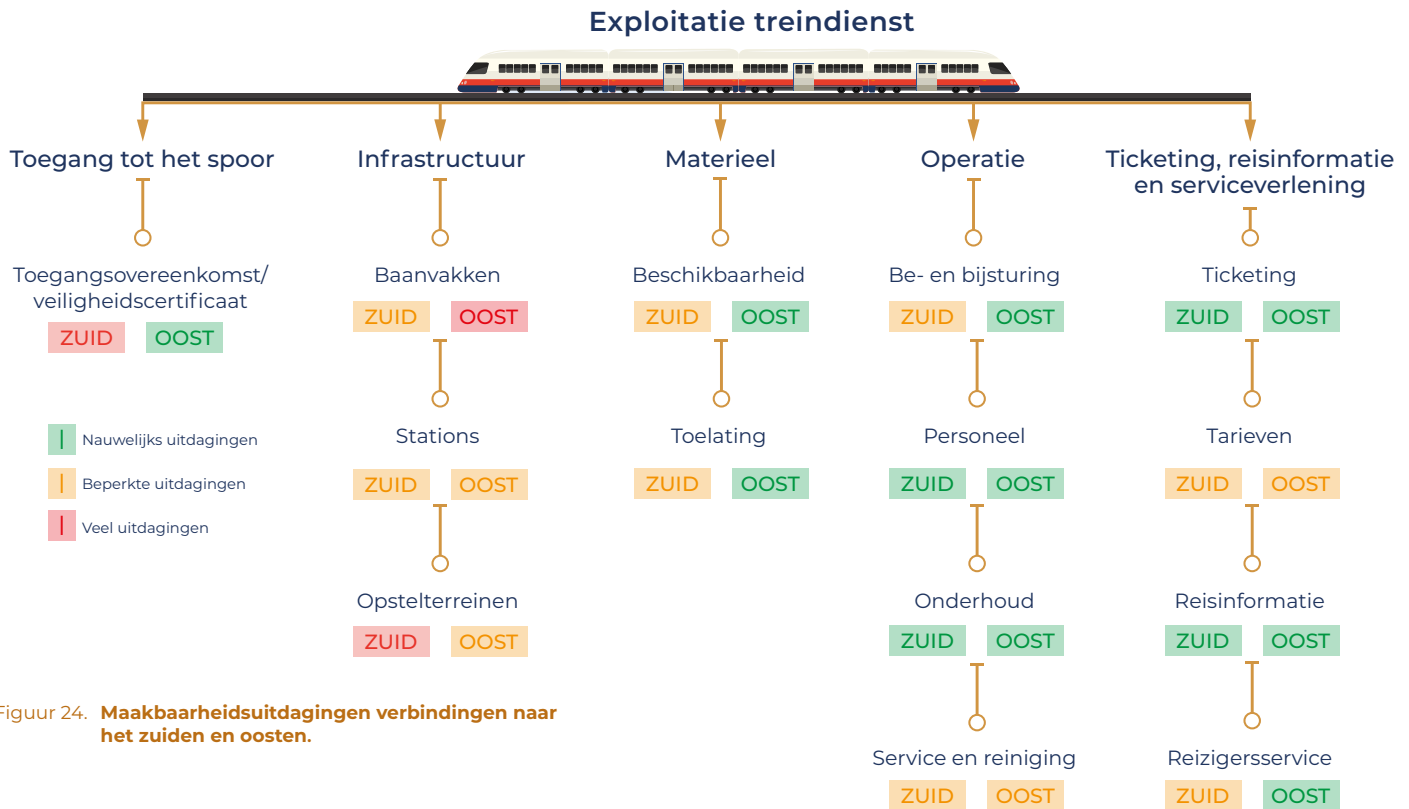 Exploitatie treindienst
Toegang tot het spoor
Infrastructuur
Materieel
Operatie
Ticketing, reisinformatie
en serviceverlening
Toegangsovereenkomst/
veiligheidscertificaat
ZUID OOST
Baanvakken
ZUID OOST
Beschikbaarheid
ZUID OOST
Be- en bijsturing
ZUID OOST
Ticketing
ZUID OOST
Nauwelijks uitdagingen
Beperkte uitdagingen
Veel uitdagingen
Stations
ZUID OOST
Toelating
ZUID OOST
Personeel
ZUID OOST
Tarieven
ZUID OOST
Opstelterreinen
ZUID OOST
Onderhoud
ZUID OOST
Reisinformatie
ZUID OOST
Figuur 24. Maakbaarheidsuitdagingen verbindingen naar
het zuiden en oosten.
Service en reiniging
ZUID OOST
Reizigersservice
ZUID OOST